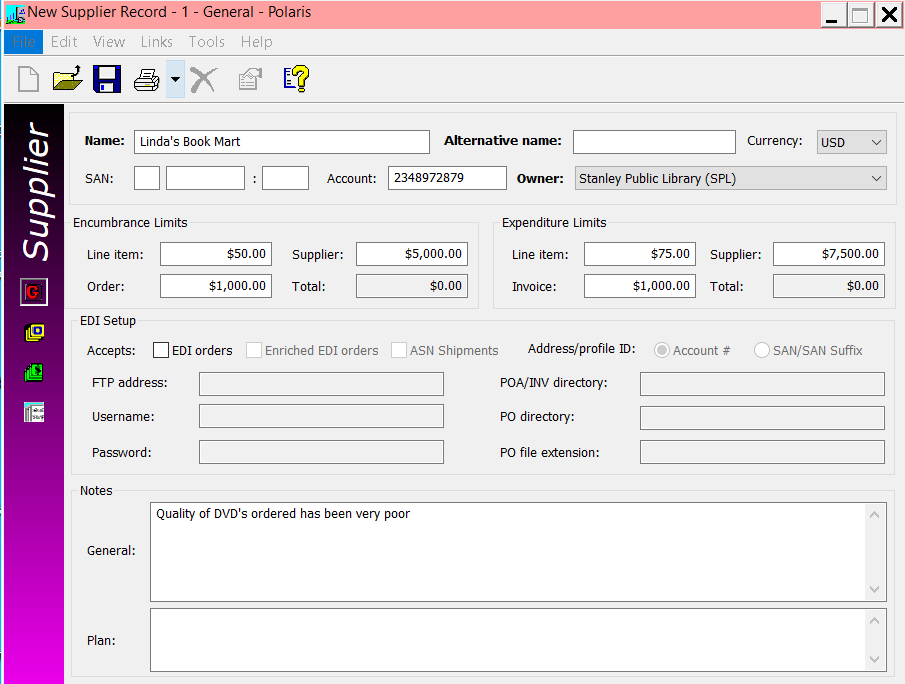 New Supplier Record - 1 - General - Polaris
File Edit View Links Tools Help
Supplier
Name: Linda's Book Mart Alternative name: Currency: USD
SAN: : Account: 2348972879 Owner: Stanley Public Library (SPL)
Encumbrance Limits Expenditure Limits
Line item: $50.00 Supplier: $5,000.00 Line item: $75.00 Supplier: $7,500.00
Order: $1,000.00 Total: $0.00 Invoice: $1,000.00 Total: $0.00
G
EDI Setup
Accepts: EDI orders Enriched EDI orders ASN Shipments Address/profile ID: Account # SAN/SAN Suffix
FTP address: POA/INV directory:
Username: PO directory:
Password: PO file extension:
Notes
General: Quality of DVD's ordered has been very poor
Plan: